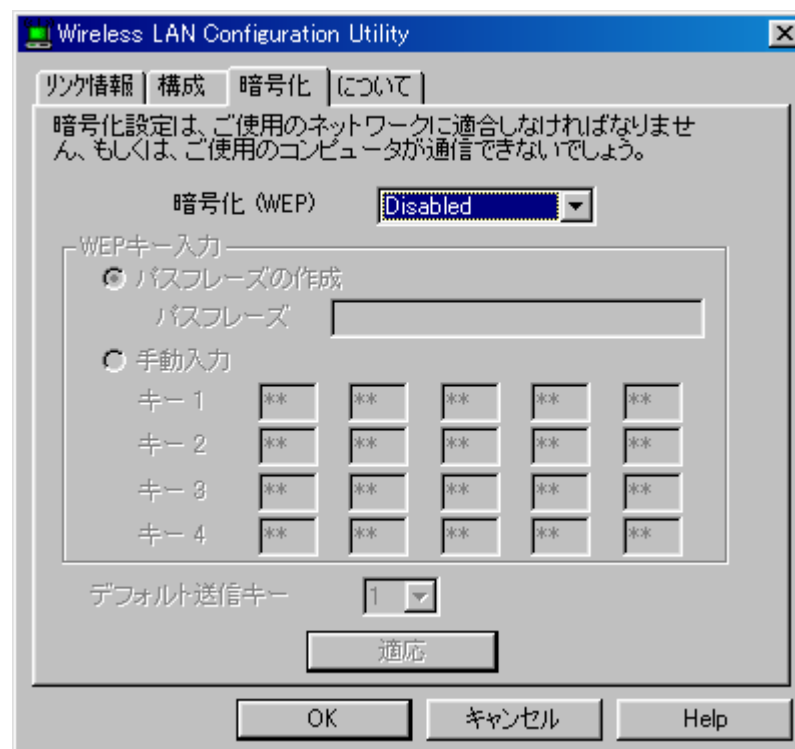 Wireless LAN Configuration Utility
リンク情報 構成 暗号化 について
暗号化設定は、ご使用のネットワークに適合しなければなりませ
ん、もしくは、ご使用のコンピュータが通信できないでしょう。
暗号化 (WEP) Disabled
WEPキー入力
パスフレーズの作成
パスフレーズ
手動入力
キー 1 ** ** ** ** **
キー 2 ** ** ** ** **
キー 3 ** ** ** ** **
キー 4 ** ** ** ** **
デフォルト送信キー 1
適応
OK キャンセル Help